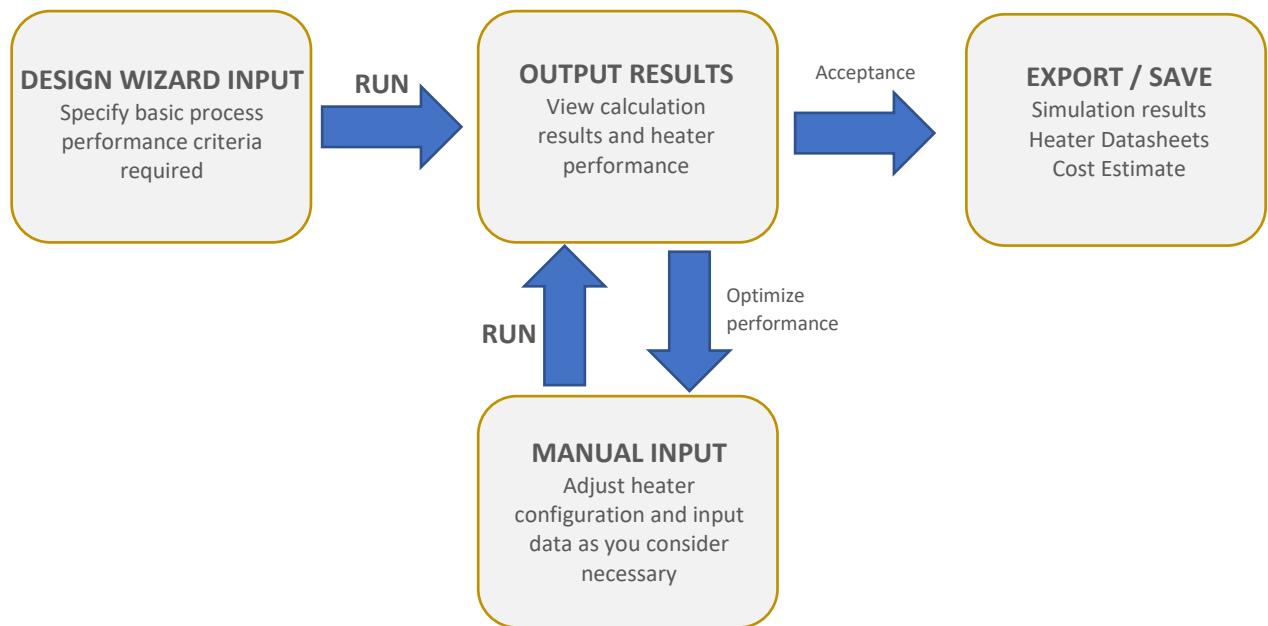 DESIGN WIZARD INPUT
Specify basic process
performance criteria
required
RUN
OUTPUT RESULTS
View calculation
results and heater
performance
Acceptance
EXPORT / SAVE
Simulation results
Heater Datasheets
Cost Estimate
RUN
Optimize
performance
MANUAL INPUT
Adjust heater
configuration and input
data as you consider
necessary